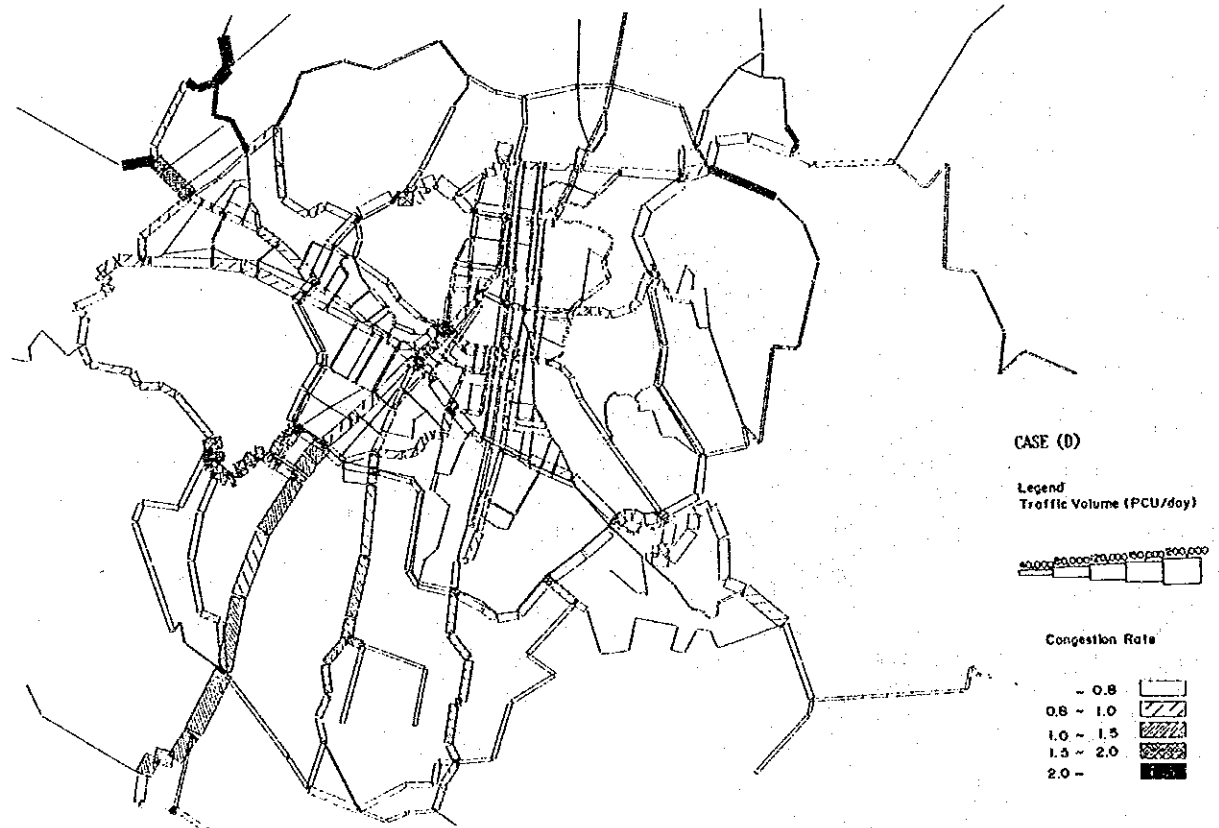 CASE (D)
Legend
Traffic Volume (PCU/day)
40,000 80,000 120,000 160,000 200,000
Congestion Rate
~ 0.8
0.8 ~ 1.0
1.0 ~ 1.5
1.5 ~ 2.0
2.0 ~